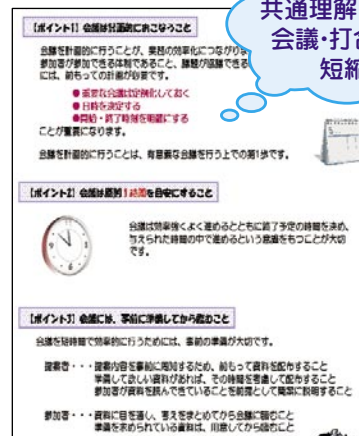 共通理解
会議・打合
短縮
【ポイント1】会議は計画的におこなうこと
会議を計画的に行うことが、業務の効率化につながりま
参加者が参加できる体制であること、課題が協議できる
には、前もっての計画が必要です。
●重要な会議は定例化しておく
●日時を決定する
●開始・終了時刻を明確にする
ことが重要になります。
会議を計画的に行うことは、有意義な会議を行う上での第1歩です。
【ポイント2】会議は原則1時間を目安にすること
会議は効率強くよく進めるとともに終了予定の時間を決め、
与えられた時間の中で進めるという意識をもつことが大切
です。
【ポイント3】会議には、事前に準備してから臨むこと
会議を短時間で効率的に行うためには、事前の準備が大切です。
提案者・・・提案内容を事前に周知するため、前もって資料を配布すること
準備して欲しい資料があれば、その時間を考慮して配布すること
参加者が資料を読んできていることを前提として簡潔に説明すること
参加者・・・資料に目を通し、考えをまとめてから会議に臨むこと
準備を求められている資料は、用意してから臨むこと